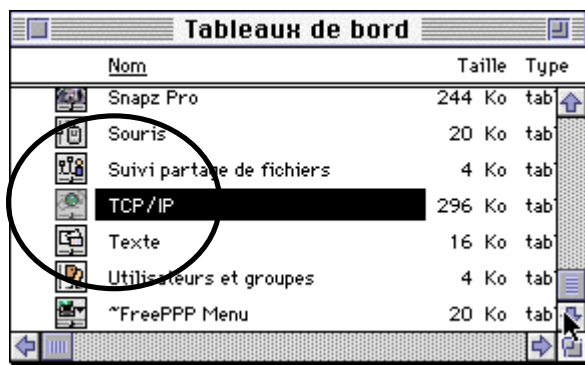 Tableaux de bord
Nom Taille Type
Snapz Pro 244 Ko tab
Souris 20 Ko tab
Suivi partage de fichiers 4 Ko tab
TCP/IP 296 Ko tab
Texte 16 Ko tab
Utilisateurs et groupes 4 Ko tab
~FreePPP Menu 20 Ko tab